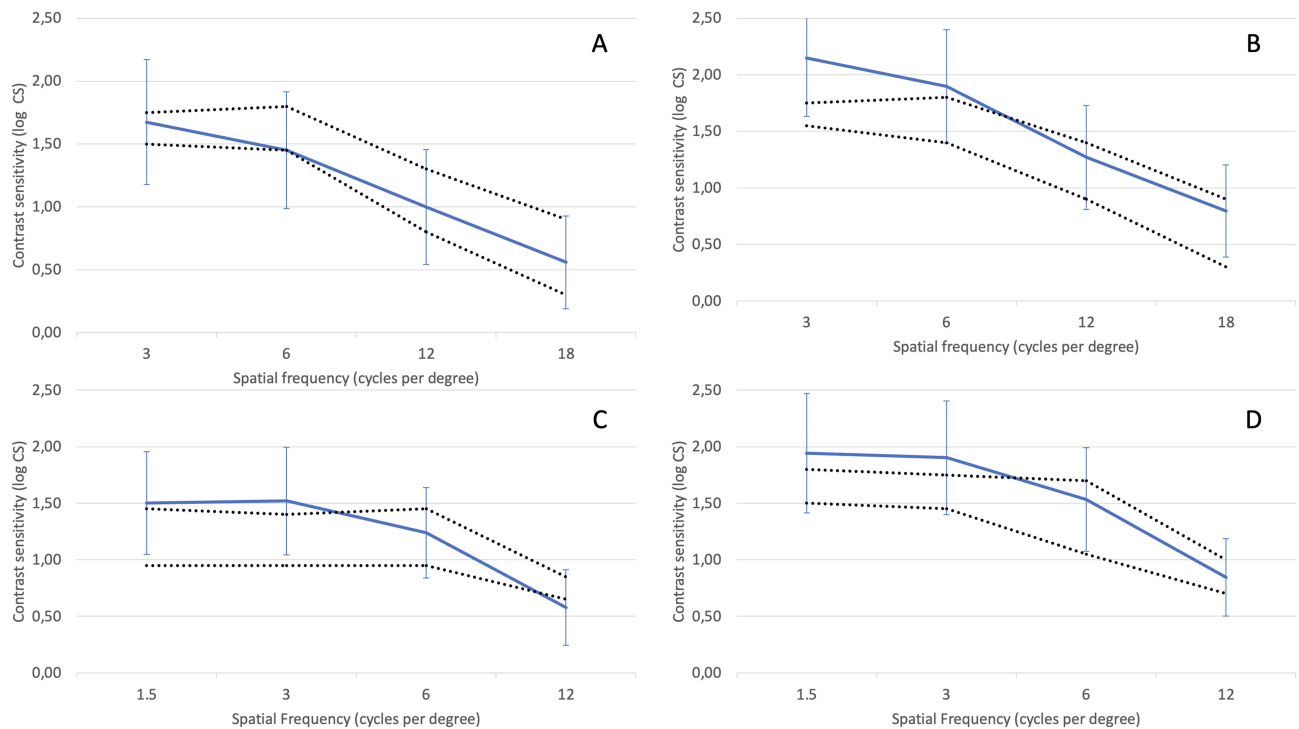 A
Contrast sensitivity (log CS)
2,50
2,00
1,50
1,00
0,50
0,00
3 6 12 18
Spatial frequency (cycles per degree)
B
Contrast sensitivity (log CS)
2,50
2,00
1,50
1,00
0,50
0,00
3 6 12 18
Spatial frequency (cycles per degree)
C
Contrast sensitivity (log CS)
2,50
2,00
1,50
1,00
0,50
0,00
1.5 3 6 12
Spatial Frequency (cycles per degree)
D
Contrast sensitivity (log CS)
2,50
2,00
1,50
1,00
0,50
0,00
1.5 3 6 12
Spatial Frequency (cycles per degree)